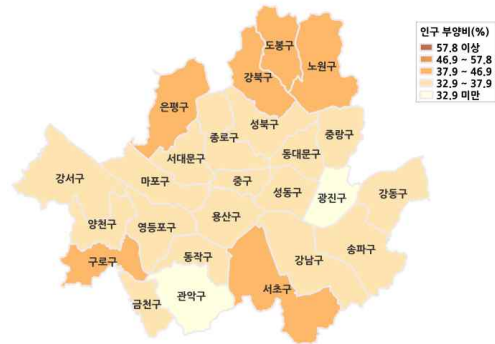 인구 부양비(%)
57.8 이상
46.9 ~ 57.8
37.9 ~ 46.9
32.9 ~ 37.9
32.9 미만
도봉구
노원구
강북구
은평구
성북구
중랑구
종로구
서대문구
동대문구
강서구
마포구
중구
성동구
광진구
강동구
양천구
영등포구
용산구
송파구
구로구
동작구
강남구
관악구
서초구
금천구